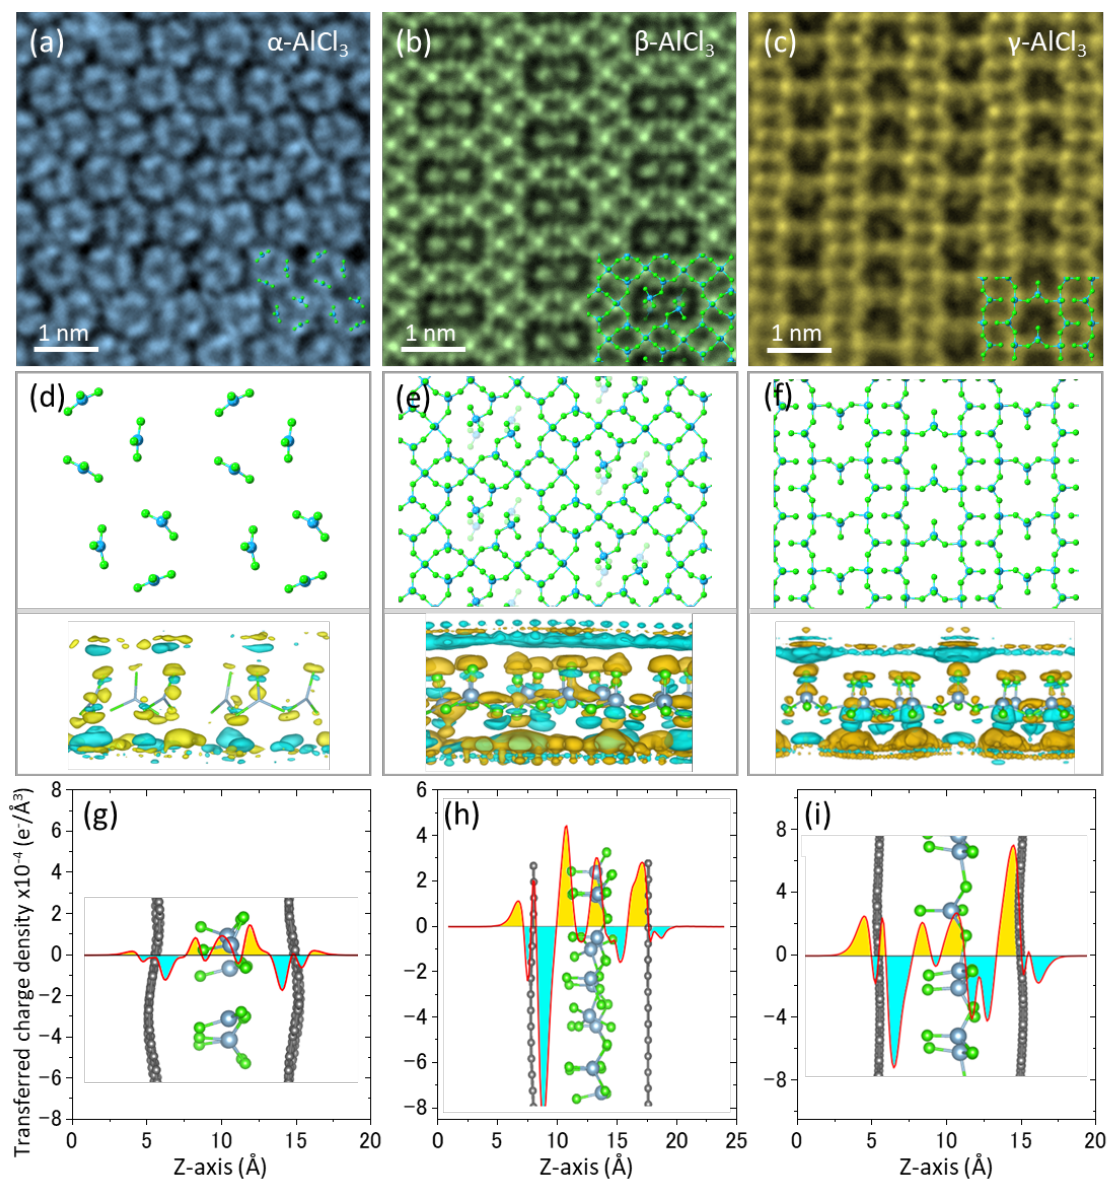 (a) α-AlCl3
1 nm
(b) β-AlCl3
1 nm
(c) γ-AlCl3
1 nm
(d)
(e)
(f)
Transferred charge density x10-4 (e-/Å3)
(g)
8
6
4
2
0
−2
−4
−6
−8
0 5 10 15 20
Z-axis (Å)
(h)
6
4
2
0
−2
−4
−6
−8
0 5 10 15 20 25
Z-axis (Å)
(i)
8
4
0
−4
−8
0 5 10 15 20
Z-axis (Å)